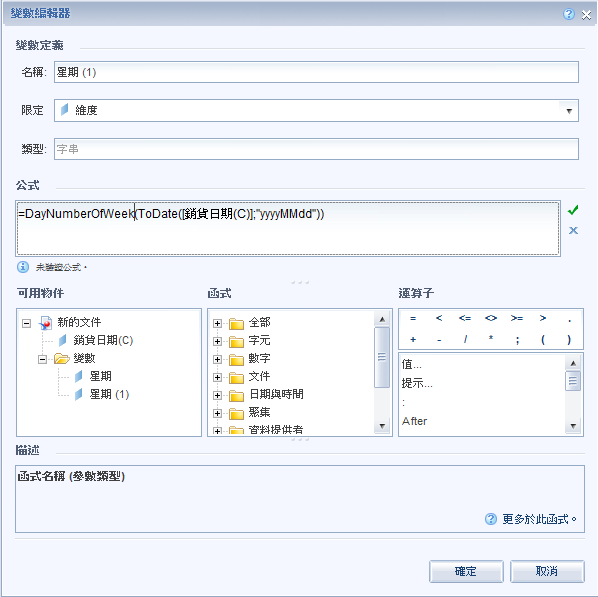 變數編輯器
變數定義
名稱: 星期 (1)
限定 維度
類型: 字串
公式
=DayNumberOfWeek(ToDate([銷貨日期(C)];"yyyyMMdd"))
未驗證公式。
可用物件 函式 運算子
新的文件
銷貨日期(C)
變數
星期
星期 (1)
全部
字元
數字
文件
日期與時間
聚集
資料提供者
= < <= <> >= > .
+ - / * ; ( )
值...
提示...
:
After
描述
函式名稱 (參數類型)
更多於此函式。
確定 取消